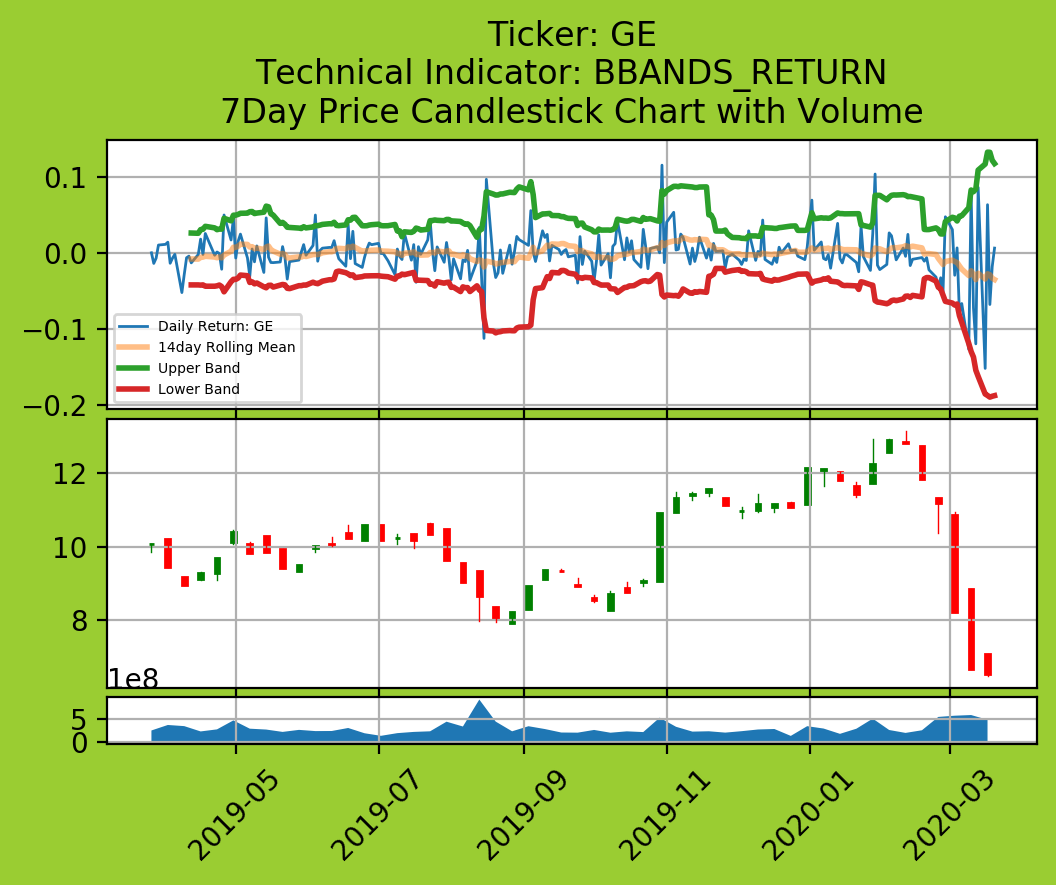 Ticker: GE
Technical Indicator: BBANDS_RETURN
7Day Price Candlestick Chart with Volume
0.1
0.0
−0.1
−0.2
Daily Return: GE
14day Rolling Mean
Upper Band
Lower Band
12
10
8
1e8
5
0
2019-05
2019-07
2019-09
2019-11
2020-01
2020-03